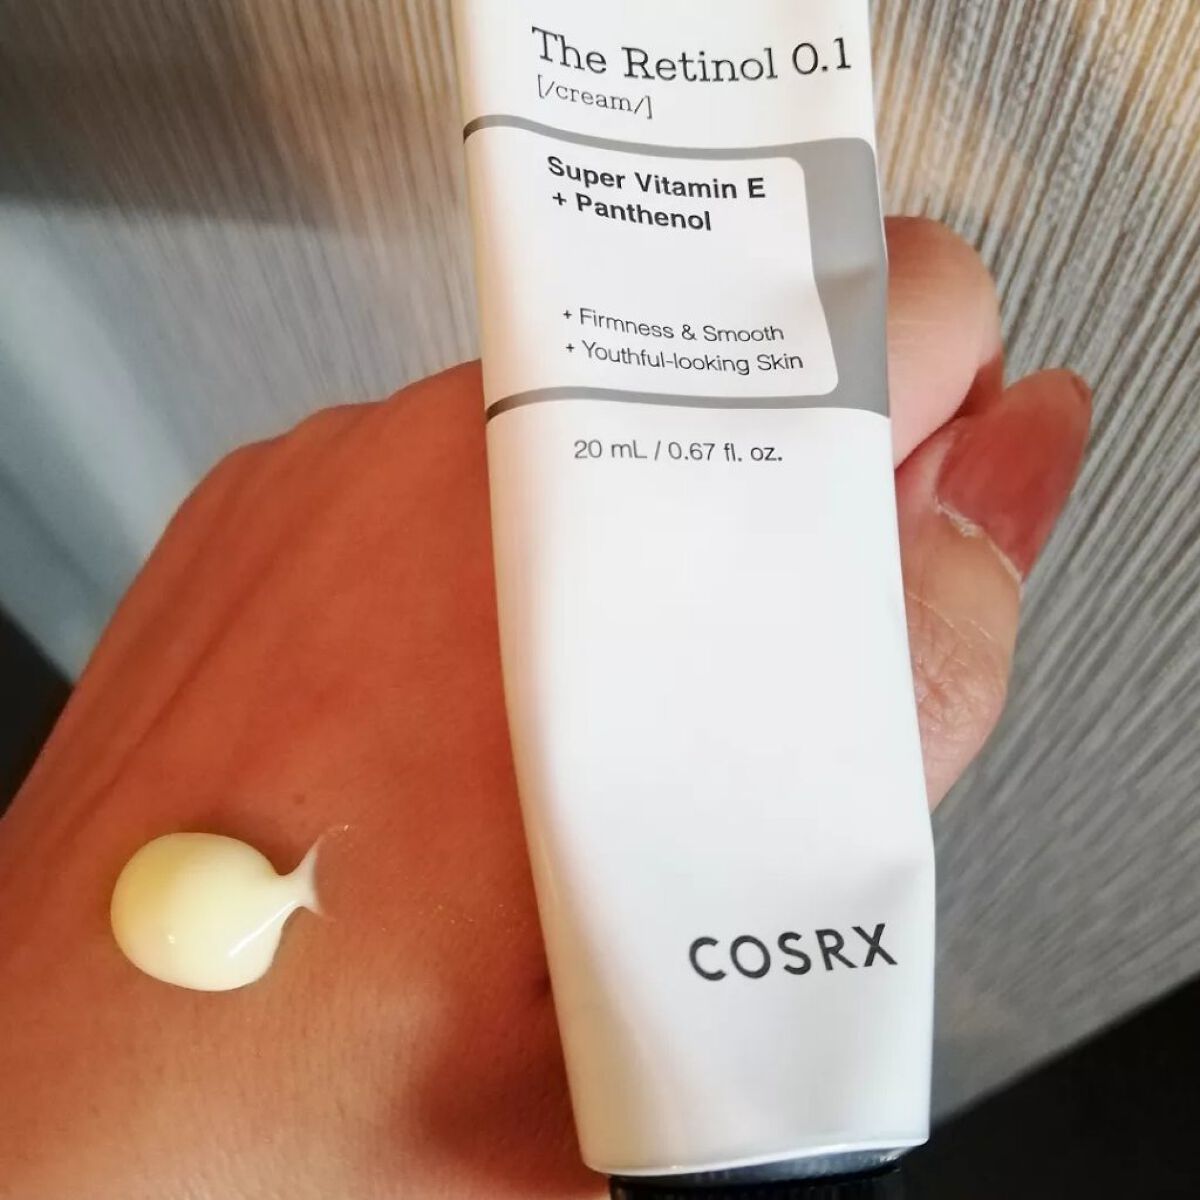 The Retinol 0.1
[/cream/]
Super Vitamin E
+ Panthenol
+ Firmness & Smooth
+ Youthful-looking Skin
20 mL / 0.67 fl. oz.
COSRX